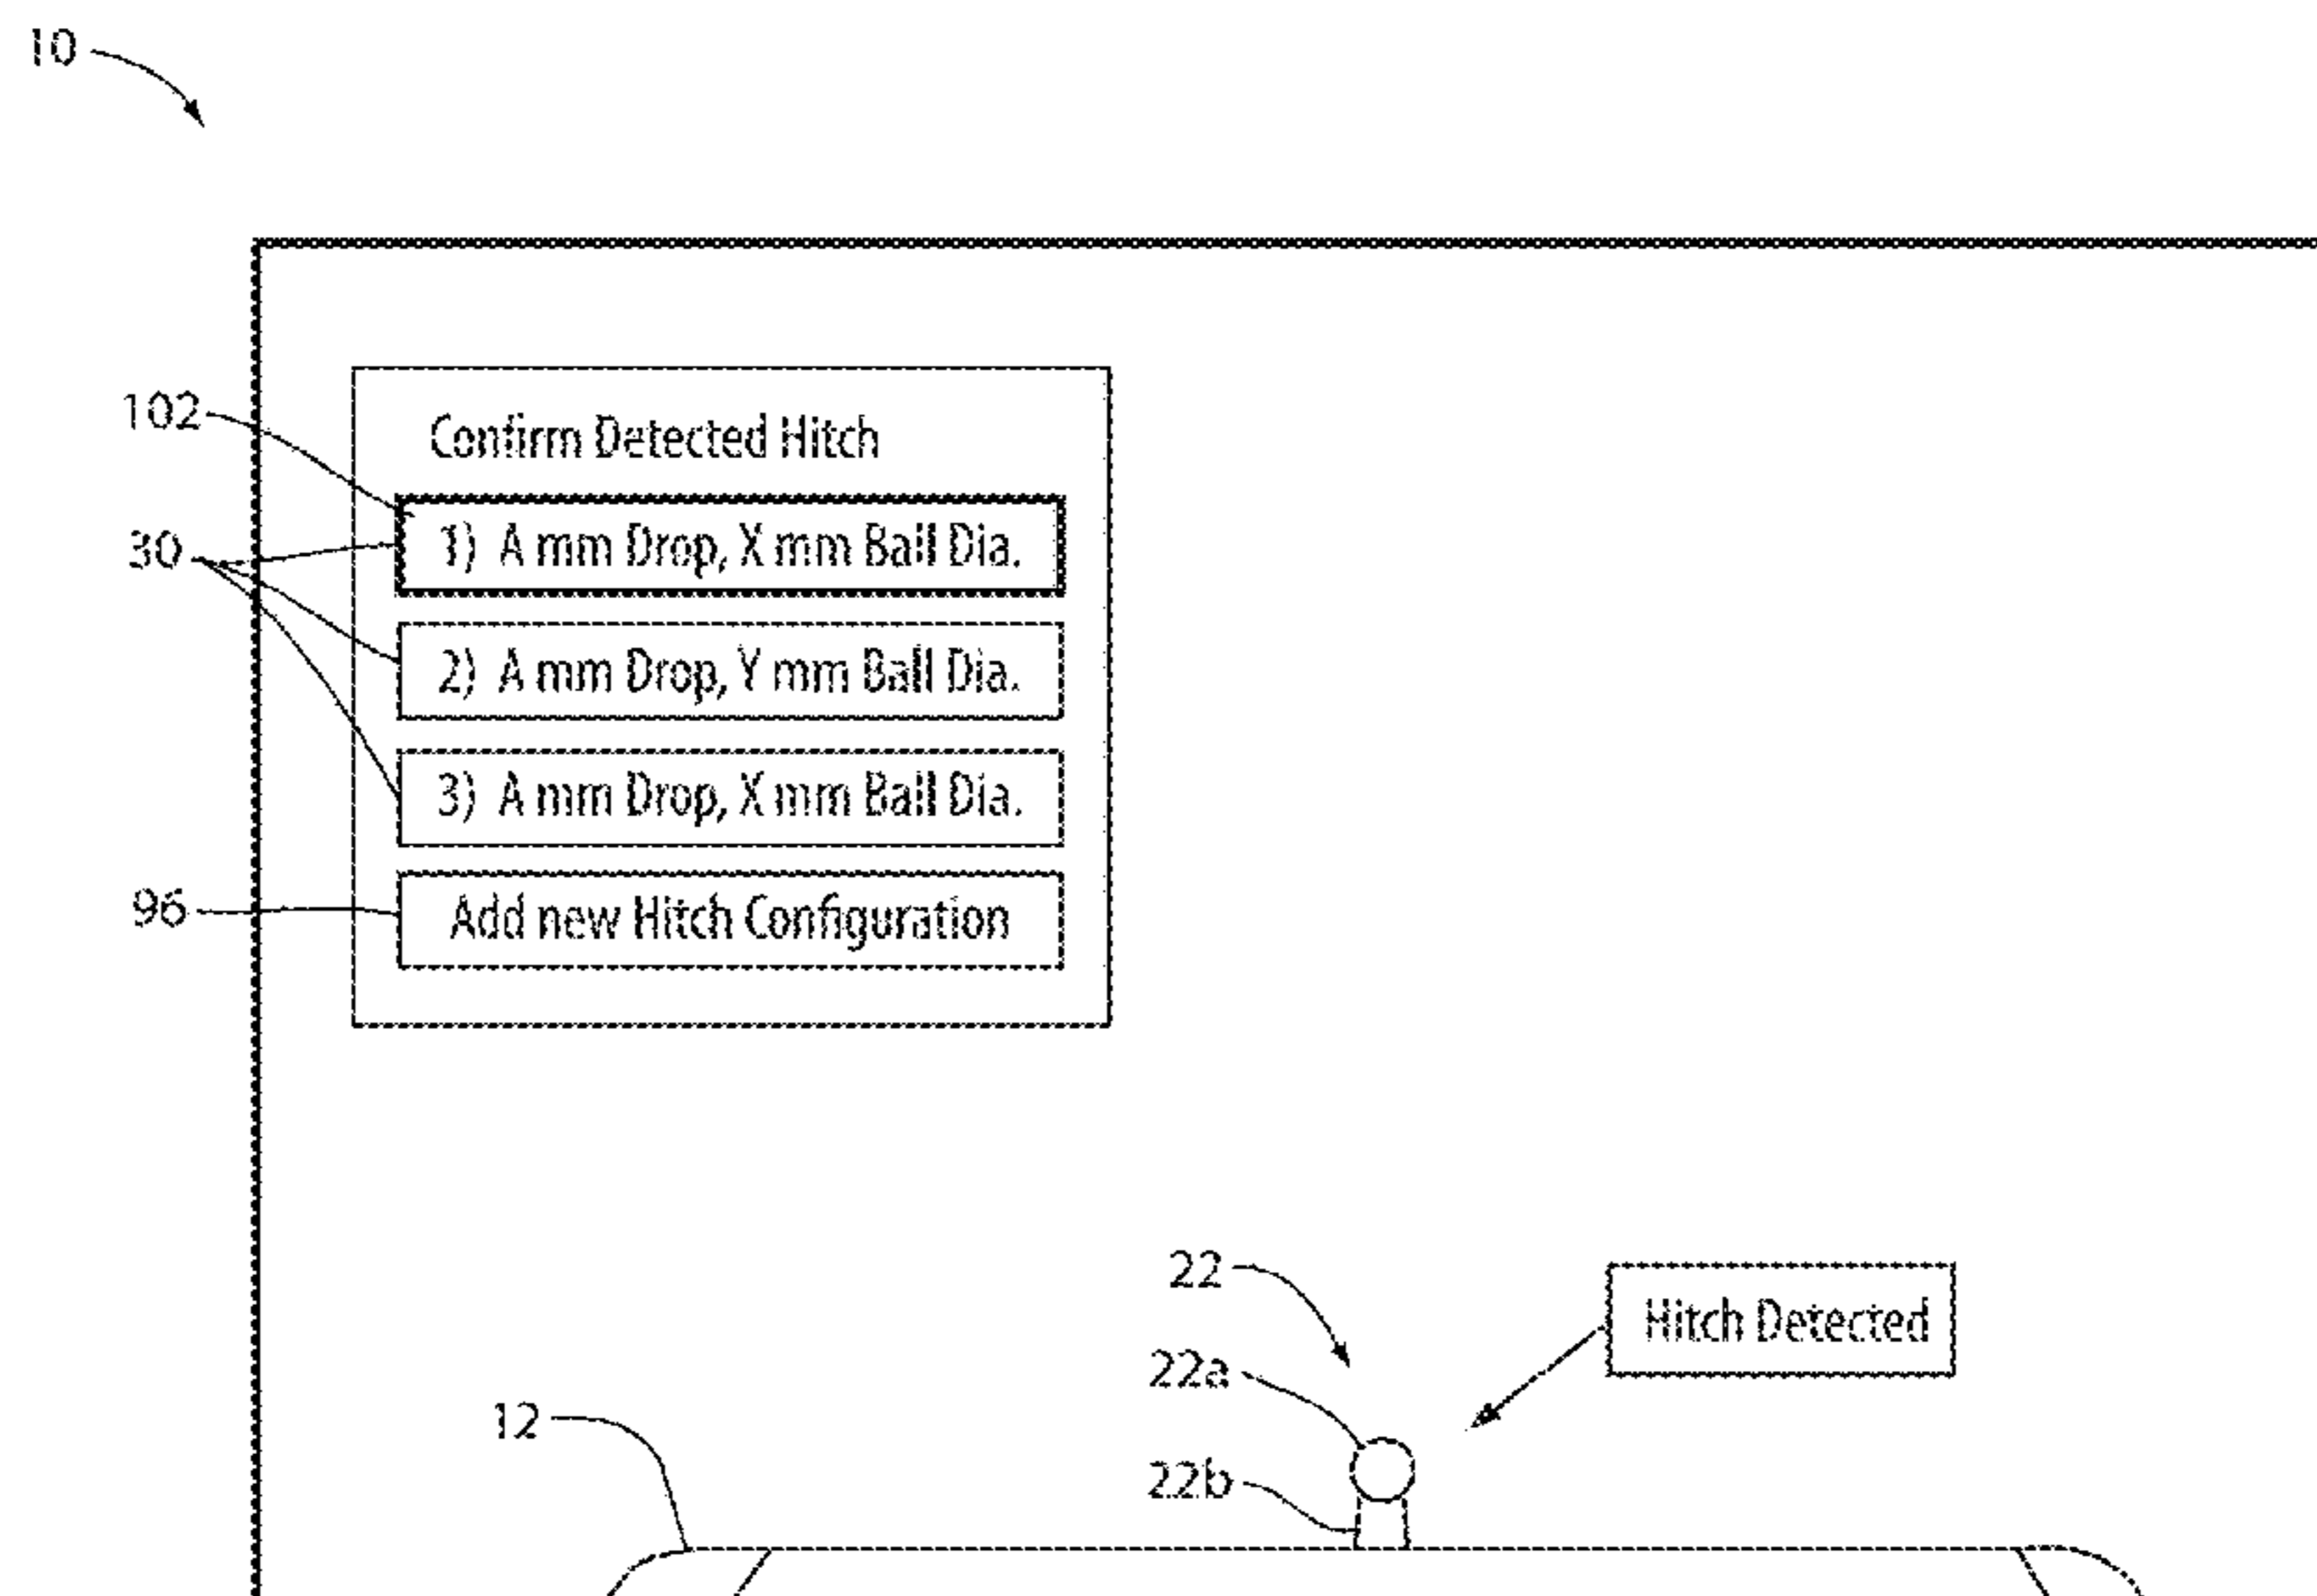 10
102
Confirm Detected Hitch
1) A mm Drop, X mm Ball Dia.
30
2) A mm Drop, Y mm Ball Dia.
3) A mm Drop, X mm Ball Dia.
96
Add new Hitch Configuration
22
Hitch Detected
22a
12
22b